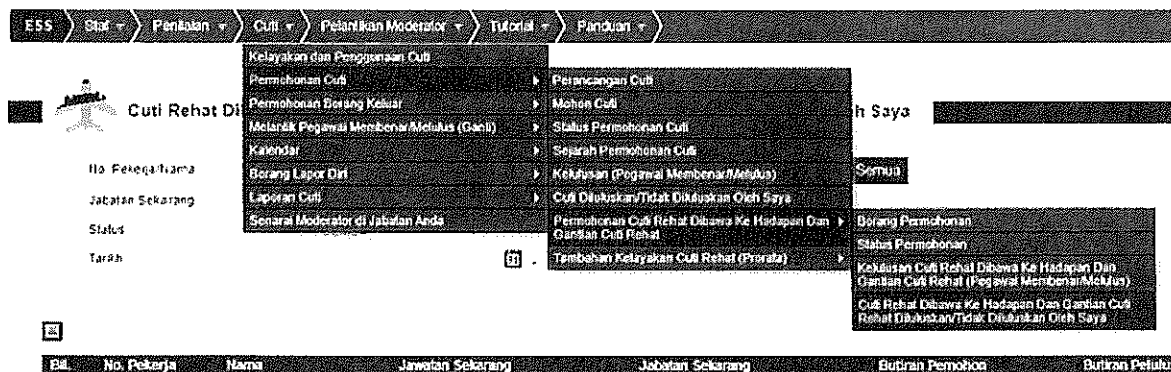 ESS Staf Penilaian Cuti Pelantikan Moderator Tutorial Panduan
Kelayakan dan Penggunaan Cuti
Permohonan Cuti
Permohonan Borang Keluar
Melantik Pegawai Membenar/Melulus (Ganti)
Kalendar
Borang Lapor Diri
Laporan Cuti
Senarai Moderator di Jabatan Anda
Perancangan Cuti
Mohon Cuti
Status Permohonan Cuti
Sejarah Permohonan Cuti
Kelulusan (Pegawai Membenar/Melulus)
Cuti Diluluskan/Tidak Diluluskan Oleh Saya
Permohonan Cuti Rehat Dibawa Ke Hadapan Dan
Gantian Cuti Rehat
Tambahan Kelayakan Cuti Rehat (Prorata)
Borang Permohonan
Status Permohonan
Kelulusan Cuti Rehat Dibawa Ke Hadapan Dan
Gantian Cuti Rehat (Pegawai Membenar/Melulus)
Cuti Rehat Dibawa Ke Hadapan Dan Gantian Cuti
Rehat Diluluskan/Tidak Diluluskan Oleh Saya
Cuti Rehat Di h Saya
No. Pekerja/Nama Semua
Jabatan Sekarang
Status
Tarikh
Bil. No. Pekerja Nama Jawatan Sekarang Jabatan Sekarang Butiran Pemohon Butiran Pelulu